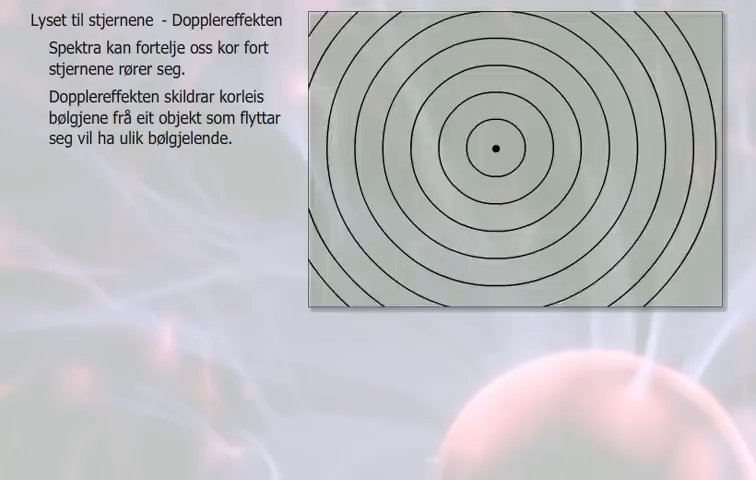 Lyset til stjernene - Dopplereffekten
Spektra kan fortelje oss kor fort
stjernene rører seg.
Dopplereffekten skildrar korleis
bølgjene frå eit objekt som flyttar
seg vil ha ulik bølgjelende.